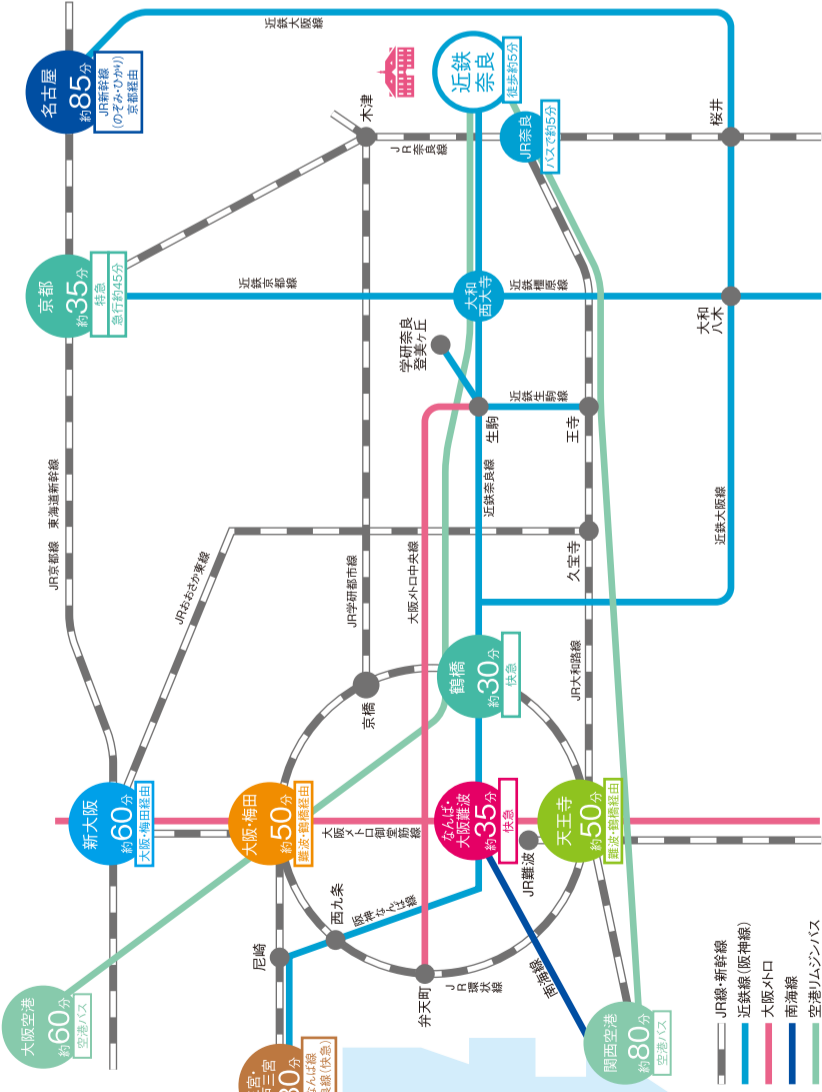 大阪空港
約60分
空港バス
新大阪
約60分
大阪・梅田経由
JR京都線　東海道新幹線
京都
約35分
特急
急行約45分
名古屋
約85分
JR新幹線
(のぞみ・ひかり)
京都経由
宮・
三宮
分
なんば線
良線(快急)
尼崎
西九条
阪神なんば線
大阪・梅田
約50分
難波・鶴橋経由
大阪メトロ御堂筋線
JRおおさか東線
京橋
JR学研都市線
近鉄京都線
木津
JR奈良線
近鉄大阪線
弁天町
JR環状線
大阪メトロ中央線
学研奈良
登美ヶ丘
なんば・
大阪難波
約35分
快急
鶴橋
約30分
快急
近鉄奈良線
生駒
近鉄生駒線
大和
西大寺
近鉄橿原線
近鉄
奈良
徒歩約5分
JR奈良
バスで約5分
南海線
JR難波
天王寺
約50分
難波・鶴橋経由
JR大和路線
久宝寺
王寺
関西空港
約80分
空港バス
近鉄大阪線
大和
八木
桜井
JR線・新幹線
近鉄線(阪神線)
大阪メトロ
南海線
空港リムジンバス